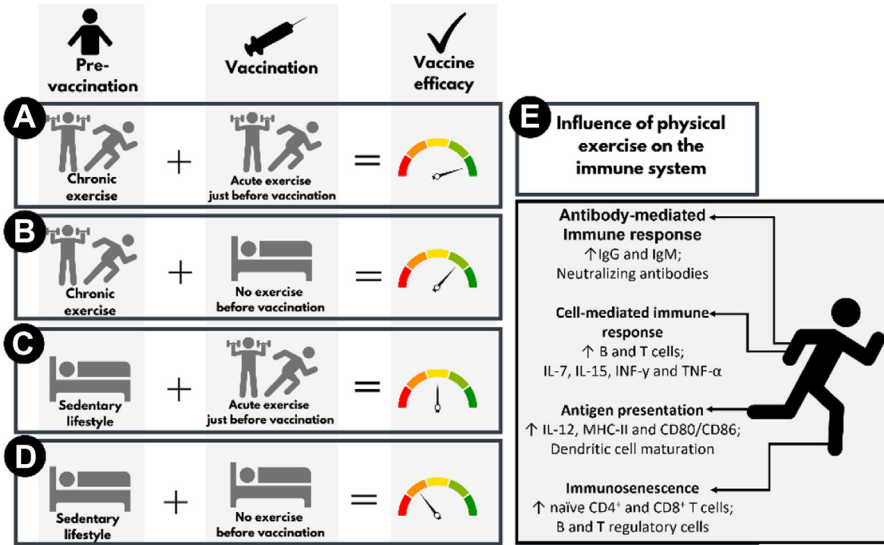 Pre-
vaccination
Vaccination
Vaccine
efficacy
A
Chronic
exercise
+
Acute exercise
just before vaccination
=
B
Chronic
exercise
+
No exercise
before vaccination
=
C
Sedentary
lifestyle
+
Acute exercise
just before vaccination
=
D
Sedentary
lifestyle
+
No exercise
before vaccination
=
E
Influence of physical
exercise on the
immune system
Antibody-mediated
Immune response
↑IgG and IgM;
Neutralizing antibodies
Cell-mediated immune
response
↑ B and T cells;
IL-7, IL-15, INF-γ and TNF-α
Antigen presentation
↑ IL-12, MHC-II and CD80/CD86;
Dendritic cell maturation
Immunosenescence
↑ naïve CD4⁺ and CD8⁺ T cells;
B and T regulatory cells